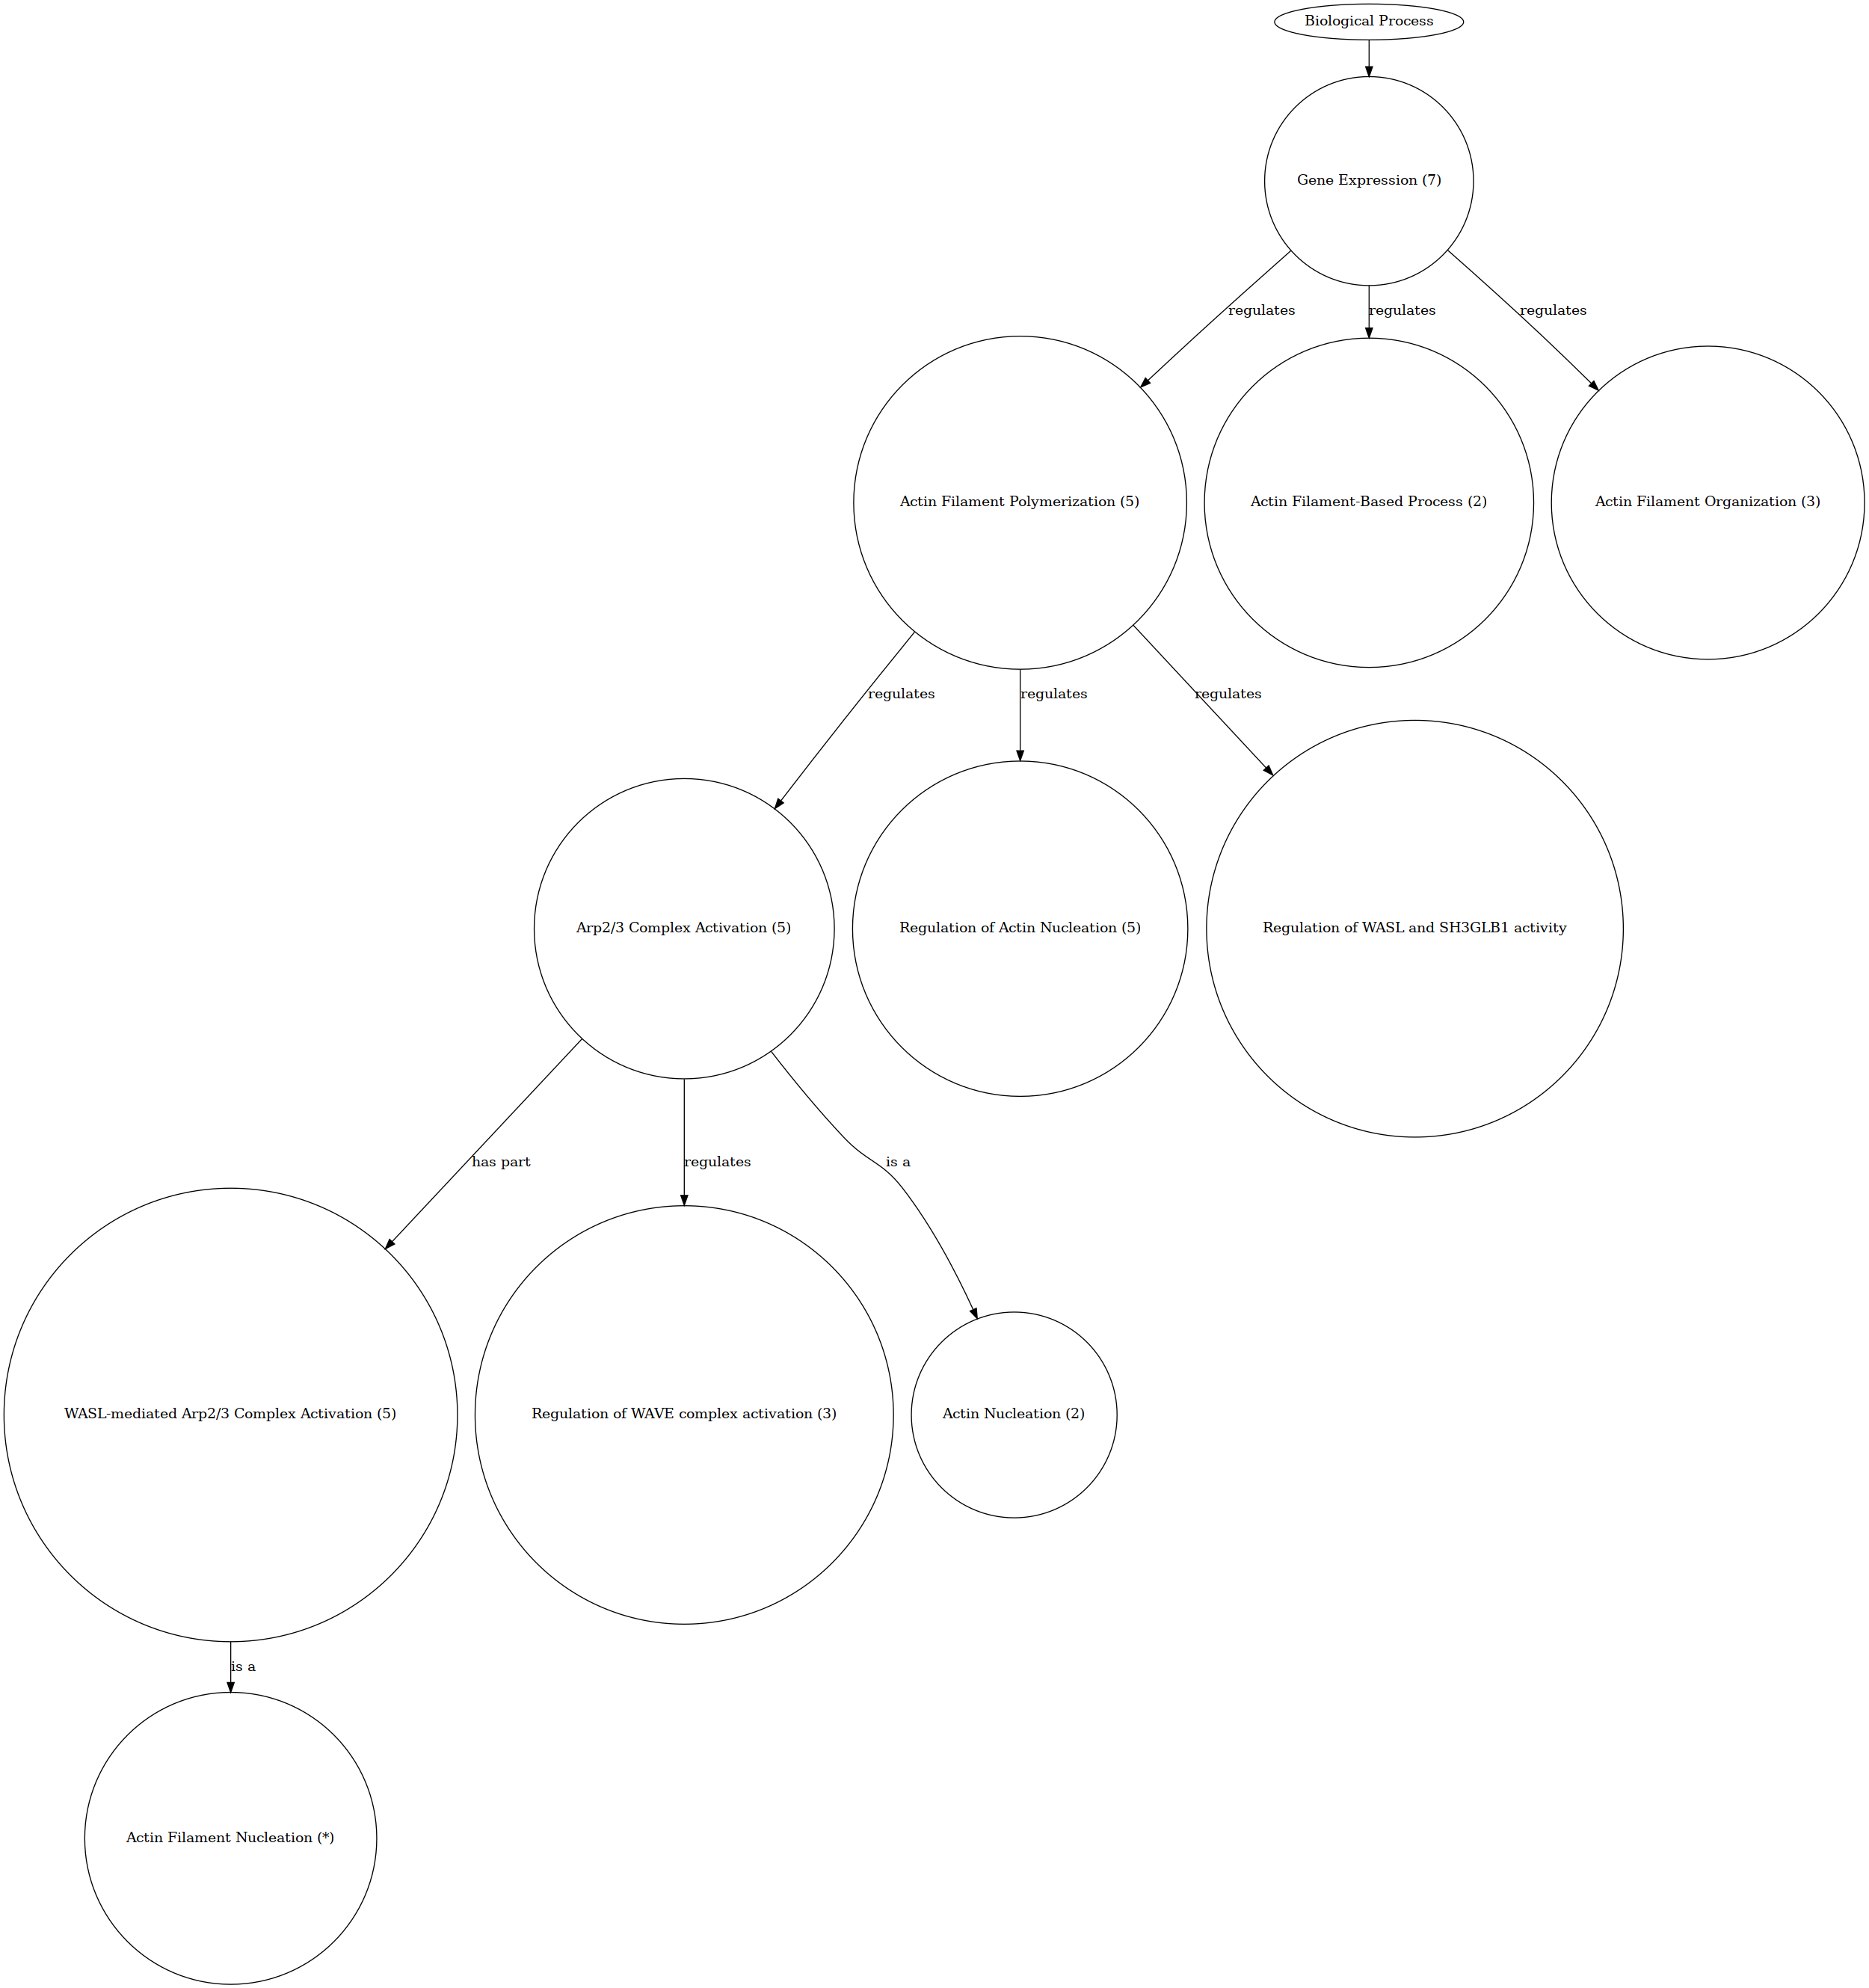 Biological Process
Gene Expression (7)
regulates
regulates
regulates
Actin Filament Polymerization (5)
Actin Filament-Based Process (2)
Actin Filament Organization (3)
regulates
regulates
regulates
Arp2/3 Complex Activation (5)
Regulation of Actin Nucleation (5)
Regulation of WASL and SH3GLB1 activity
has part
regulates
is a
WASL-mediated Arp2/3 Complex Activation (5)
Regulation of WAVE complex activation (3)
Actin Nucleation (2)
is a
Actin Filament Nucleation (*)